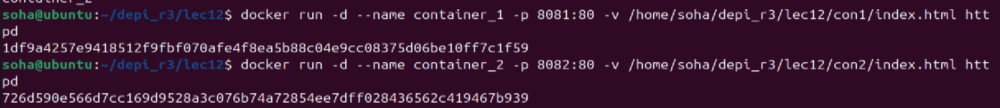 container_2
soha@ubuntu:~/depi_r3/lec12$ docker run -d --name container_1 -p 8081:80 -v /home/soha/depi_r3/lec12/con1/index.html htt
pd
1df9a4257e9418512f9fbf070afe4f8ea5b88c04e9cc08375d06be10ff7c1f59
soha@ubuntu:~/depi_r3/lec12$ docker run -d --name container_2 -p 8082:80 -v /home/soha/depi_r3/lec12/con2/index.html htt
pd
726d590e566d7cc169d9528a3c076b74a72854ee7dff028436562c419467b939